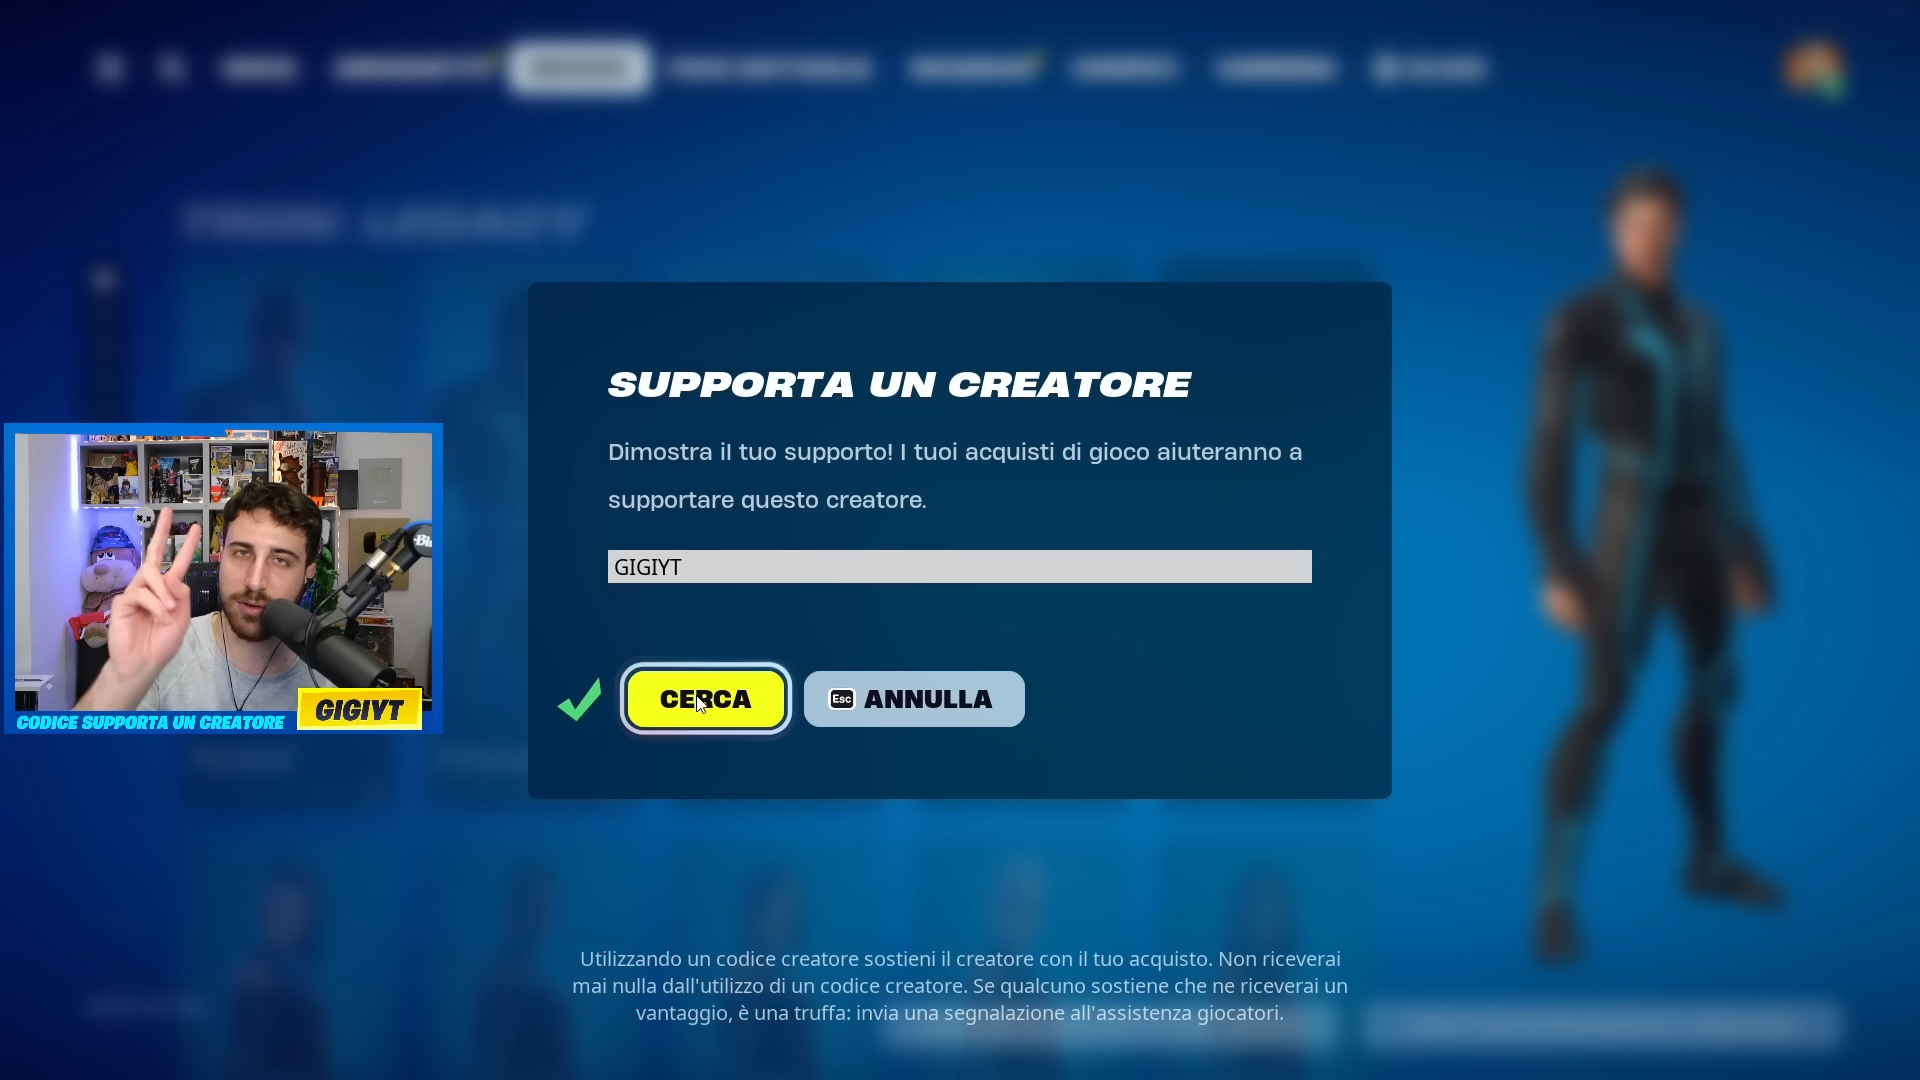 TRON: LEGACY
SUPPORTA UN CREATORE
Dimostra il tuo supporto! I tuoi acquisti di gioco aiuteranno a
supportare questo creatore.
GIGIYT
CERCA
Esc ANNULLA
CODICE SUPPORTA UN CREATORE GIGIYT
Utilizzando un codice creatore sostieni il creatore con il tuo acquisto. Non riceverai
mai nulla dall'utilizzo di un codice creatore. Se qualcuno sostiene che ne riceverai un
vantaggio, è una truffa: invia una segnalazione all'assistenza giocatori.